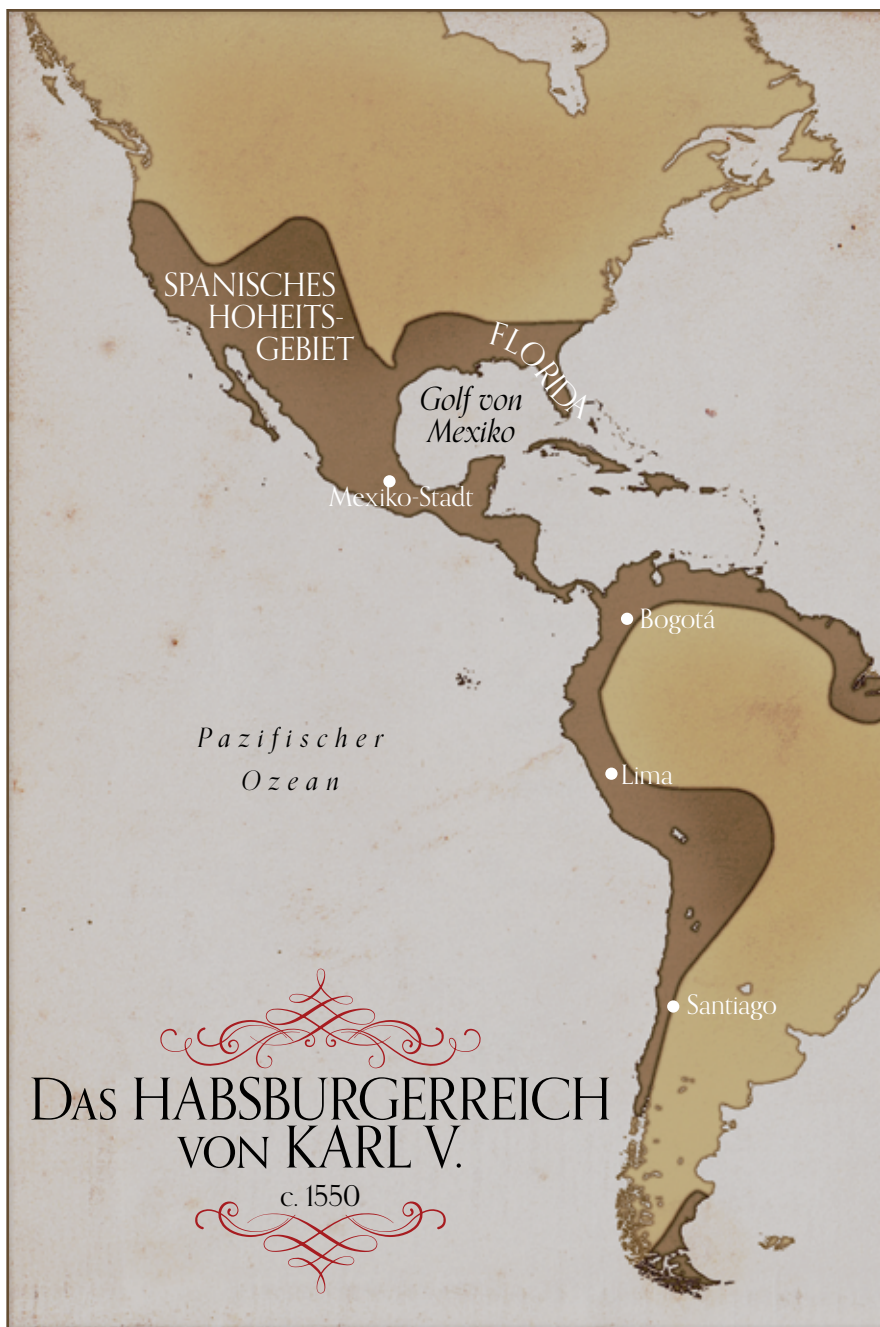 SPANISCHES
HOHEITS-
GEBIET
FLORIDA
Golf von
Mexiko
Mexiko-Stadt
Bogotá
Pazifischer
Ozean
Lima
Santiago
DAS HABSBURGERREICH
VON KARL V.
c. 1550